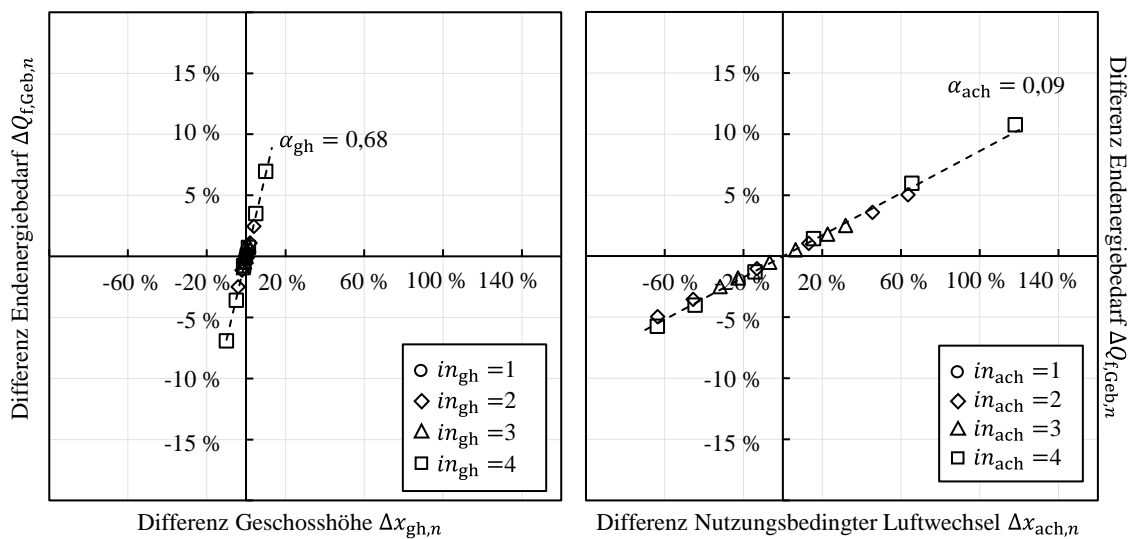 Differenz Endenergiebedarf ΔQf,Geb,n
15 %
10 %
5 %
αgh = 0,68
-60 % -20 % 20 % 60 % 100 % 140 %
-5 %
-10 %
-15 %
ingh =1
ingh =2
ingh =3
ingh =4
Differenz Geschosshöhe Δxgh,n
15 %
10 %
5 %
αach = 0,09
-60 % -20 % 20 % 60 % 100 % 140 %
-5 %
-10 %
-15 %
inach =1
inach =2
inach =3
inach =4
Differenz Nutzungsbedingter Luftwechsel Δxach,n
Differenz Endenergiebedarf ΔQf,Geb,n